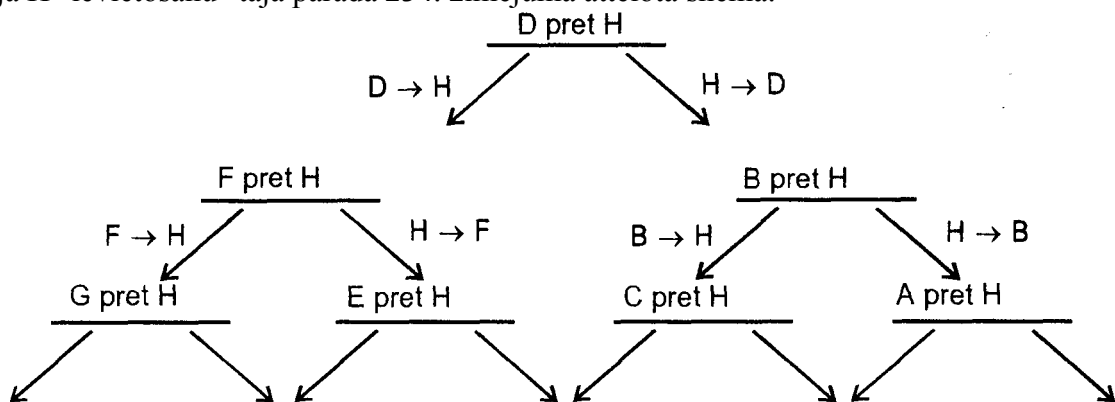 D pret H
D → H
H → D
F pret H
B pret H
F → H
H → F
B → H
H → B
G pret H
E pret H
C pret H
A pret H